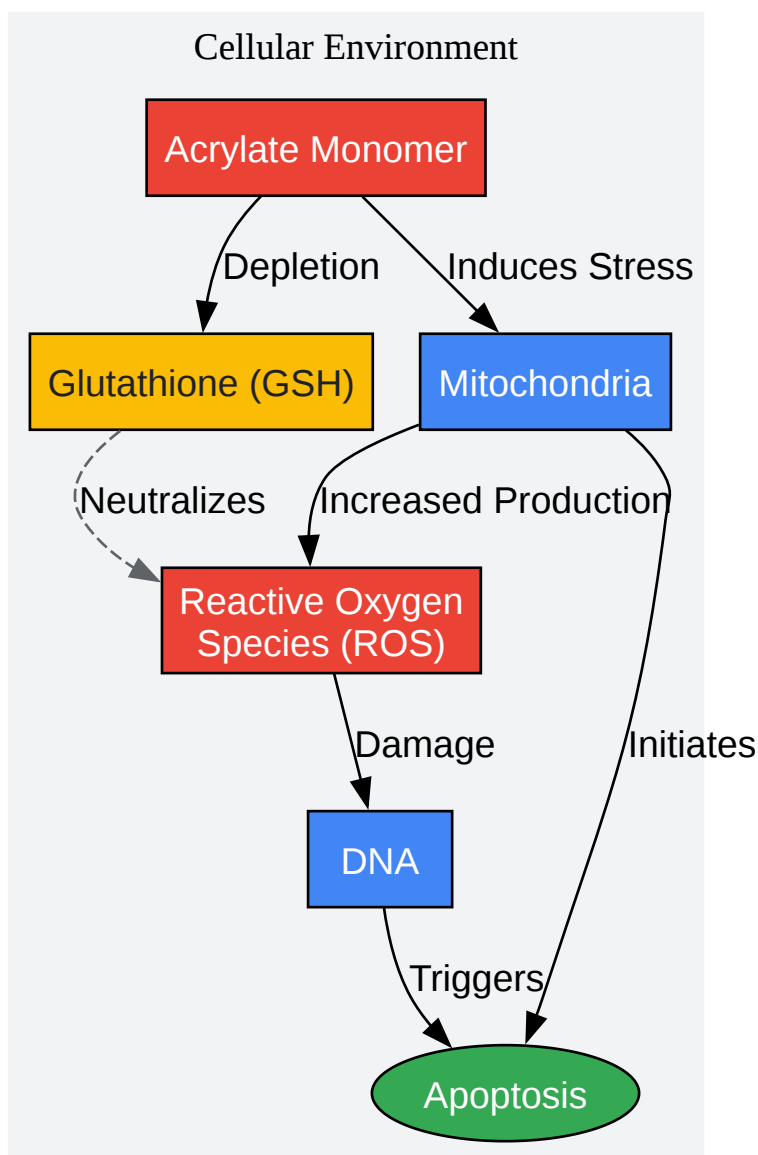 Cellular Environment
Acrylate Monomer
Depletion
Induces Stress
Glutathione (GSH)
Mitochondria
Neutralizes
Increased Production
Reactive Oxygen
Species (ROS)
Damage
Initiates
DNA
Triggers
Apoptosis